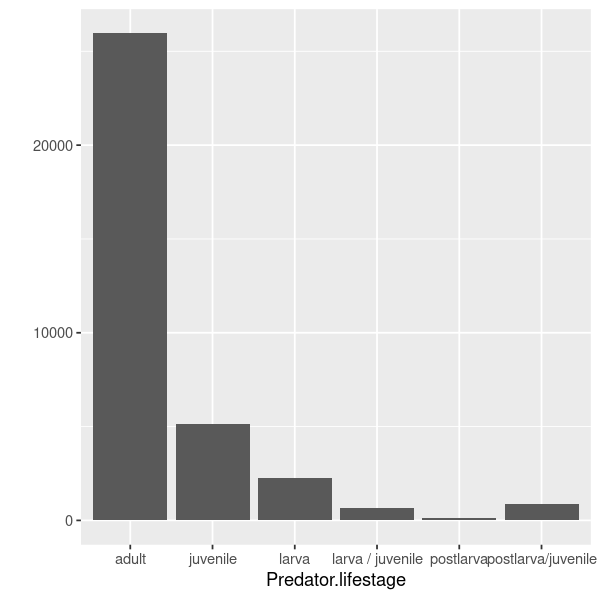 20000
10000
0
adult juvenile larva larva / juvenile postlarva postlarva/juvenile
Predator.lifestage